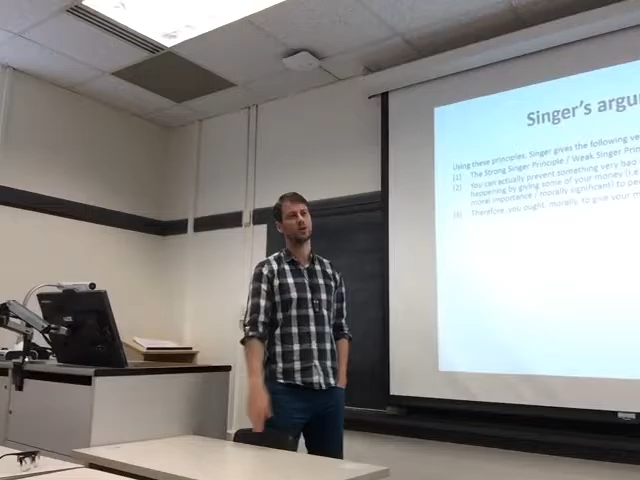 Singer's argu
Using these principles, Singer gives the following ve
(1) The Strong Singer Principle / Weak Singer Prin
(2) You can actually prevent something very bad
happening by giving some of your money (i.e.
moral importance / morally significant) to pe
(3) Therefore, you ought, morally, to give your m